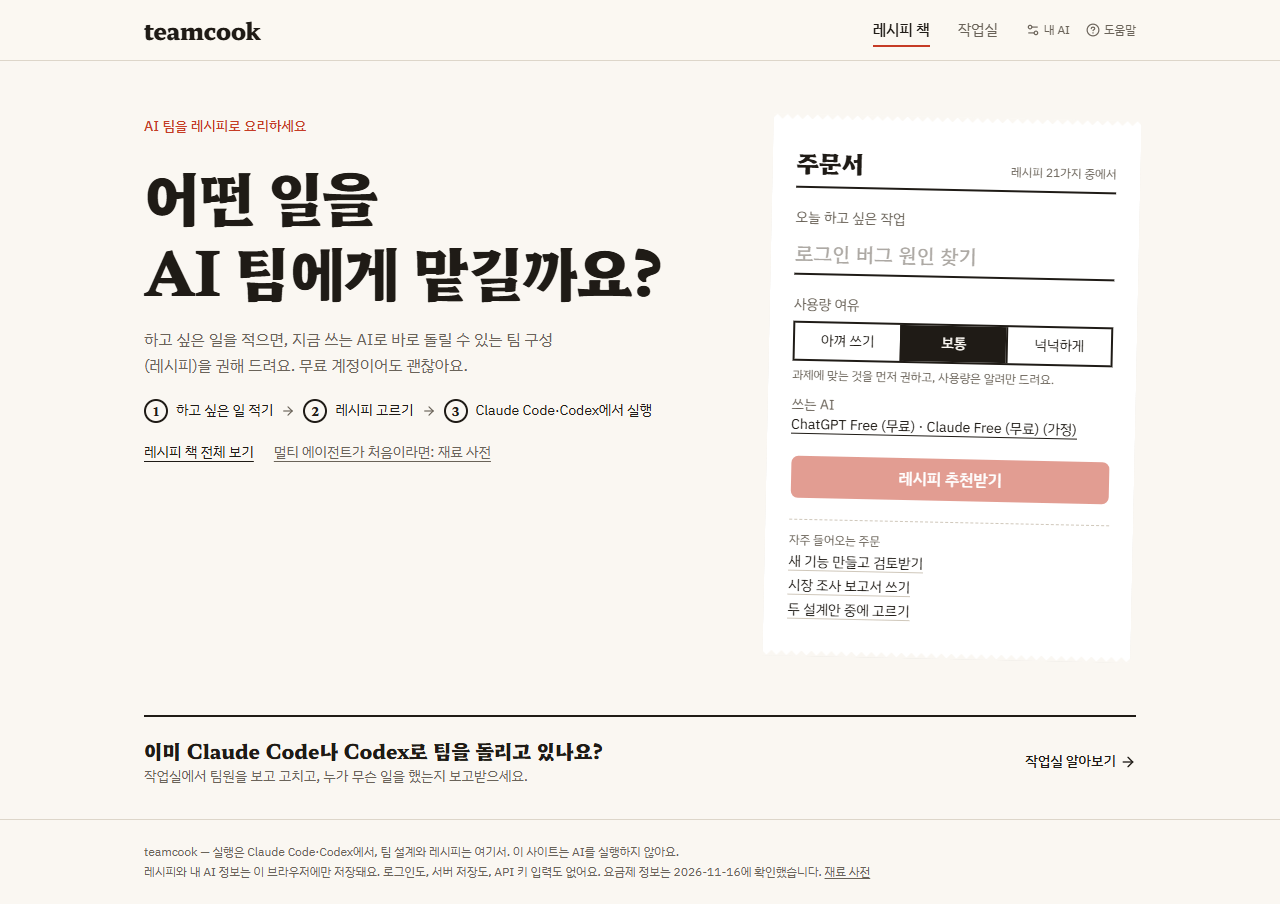 teamcook
레시피 책
작업실
내 AI
도움말
AI 팀을 레시피로 요리하세요
어떤 일을
AI 팀에게 맡길까요?
하고 싶은 일을 적으면, 지금 쓰는 AI로 바로 돌릴 수 있는 팀 구성
(레시피)을 권해 드려요. 무료 계정이어도 괜찮아요.
1 하고 싶은 일 적기 → 2 레시피 고르기 → 3 Claude Code·Codex에서 실행
레시피 책 전체 보기
멀티 에이전트가 처음이라면: 재료 사전
주문서
레시피 21가지 중에서
오늘 하고 싶은 작업
로그인 버그 원인 찾기
사용량 여유
아껴 쓰기
보통
넉넉하게
과제에 맞는 것을 먼저 권하고, 사용량은 알려만 드려요.
쓰는 AI
ChatGPT Free (무료) · Claude Free (무료) (가정)
레시피 추천받기
자주 들어오는 주문
새 기능 만들고 검토받기
시장 조사 보고서 쓰기
두 설계안 중에 고르기
이미 Claude Code나 Codex로 팀을 돌리고 있나요?
작업실에서 팀원을 보고 고치고, 누가 무슨 일을 했는지 보고받으세요.
작업실 알아보기 →
teamcook — 실행은 Claude Code·Codex에서, 팀 설계와 레시피는 여기서. 이 사이트는 AI를 실행하지 않아요.
레시피와 내 AI 정보는 이 브라우저에만 저장돼요. 로그인도, 서버 저장도, API 키 입력도 없어요. 요금제 정보는 2026-11-16에 확인했습니다. 재료 사전